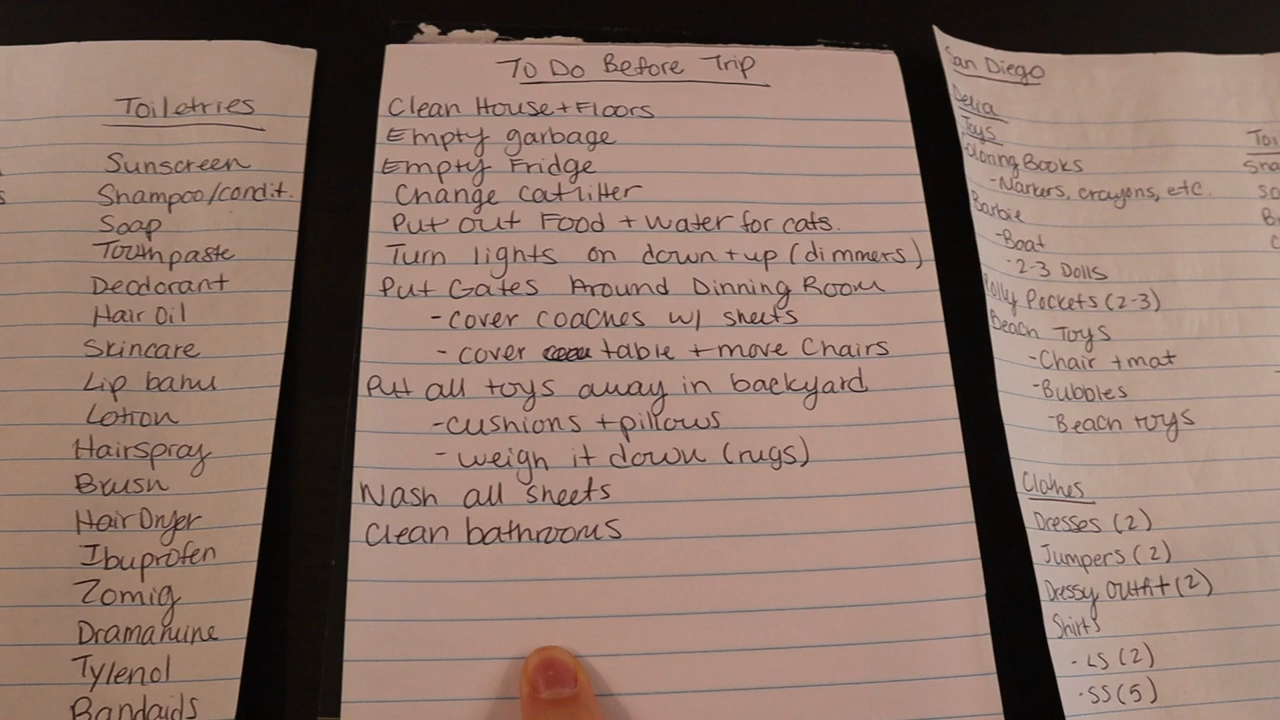 Toiletries
Sunscreen
Shampoo/condit.
Soap
Toothpaste
Deodorant
Hair Oil
Skincare
Lip balm
Lotion
Hairspray
Brush
Hair Dryer
Ibuprofen
Zomig
Dramamine
Tylenol
Bandaids
To Do Before Trip
Clean House + Floors
Empty garbage
Empty Fridge
Change cat litter
Put out Food + water for cats.
Turn lights on down + up (dimmers)
Put Gates Around Dinning Room
- cover coaches w/ sheets
- cover table + move Chairs
Put all toys away in backyard
- cushions + pillows
- weigh it down (rugs)
Wash all sheets
Clean bathrooms
San Diego
Delia
Toys
Coloring Books
- Markers, crayons, etc.
Barbie
- Boat
- 2-3 Dolls
Polly Pockets (2-3)
Beach Toys
- Chair + mat
- Bubbles
- Beach toys
Clothes
Dresses (2)
Jumpers (2)
Dressy Outfit (2)
Shirts
- LS (2)
- SS (5)